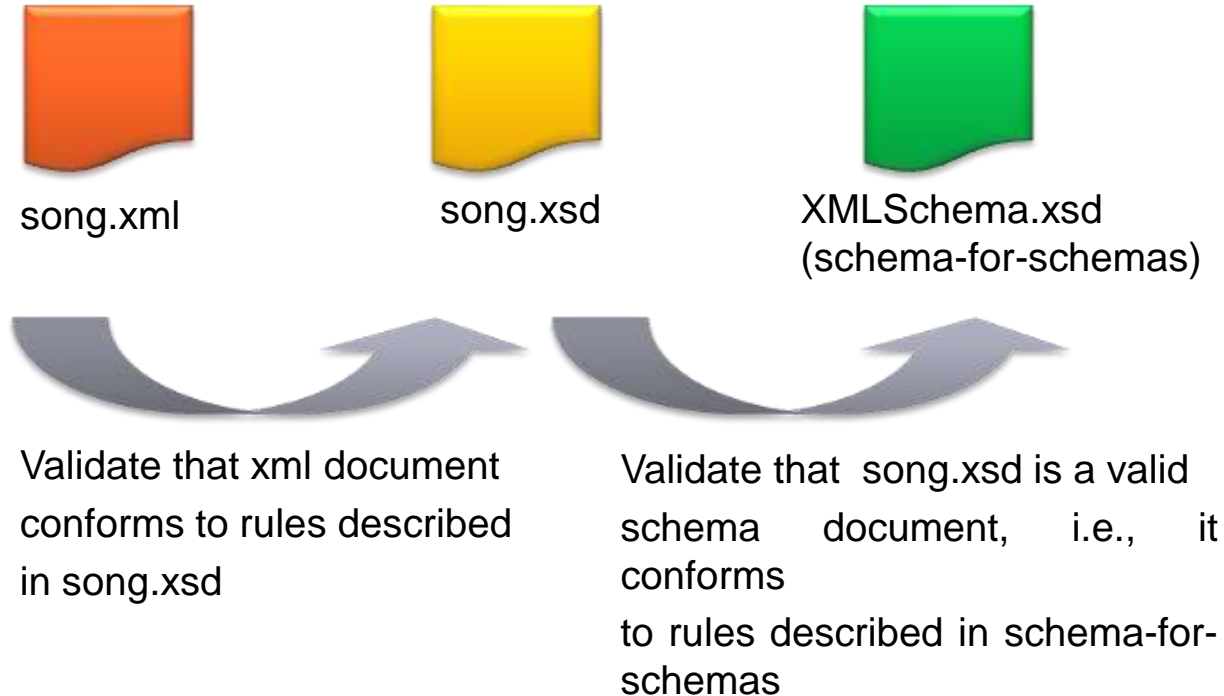 song.xml
song.xsd
XMLSchema.xsd
(schema-for-schemas)
Validate that xml document
conforms to rules described
in song.xsd
Validate that song.xsd is a valid
schema document, i.e., it
conforms
to rules described in schema-for-
schemas